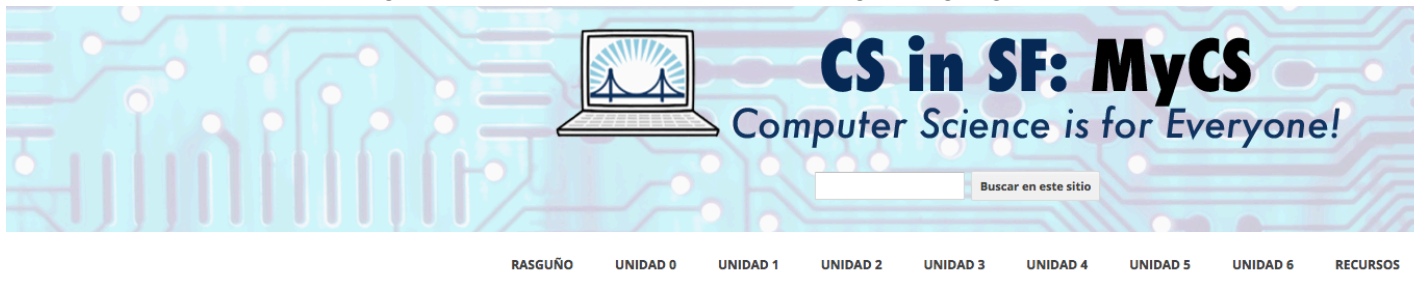 CS in SF: MyCS
Computer Science is for Everyone!
Buscar en este sitio
RASGUÑO UNIDAD 0 UNIDAD 1 UNIDAD 2 UNIDAD 3 UNIDAD 4 UNIDAD 5 UNIDAD 6 RECURSOS